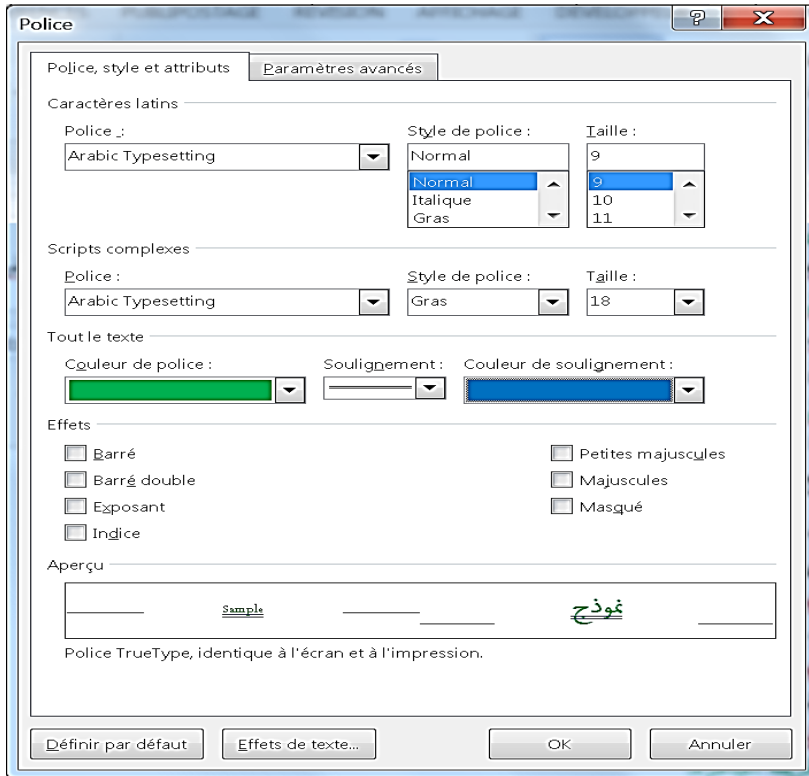 PUBLIPOSTAGE RÉVISION AFFICHAGE
Police
Police, style et attributs Paramètres avancés
Caractères latins
Police : Style de police : Taille :
Arabic Typesetting Normal 9
Normal 9
Italique 10
Gras 11
Scripts complexes
Police : Style de police : Taille :
Arabic Typesetting Gras 18
Tout le texte
Couleur de police : Soulignement : Couleur de soulignement :
Effets
Barré Petites majuscules
Barré double Majuscules
Exposant Masqué
Indice
Aperçu
Sample نموذج
Police TrueType, identique à l'écran et à l'impression.
Définir par défaut Effets de texte... OK Annuler